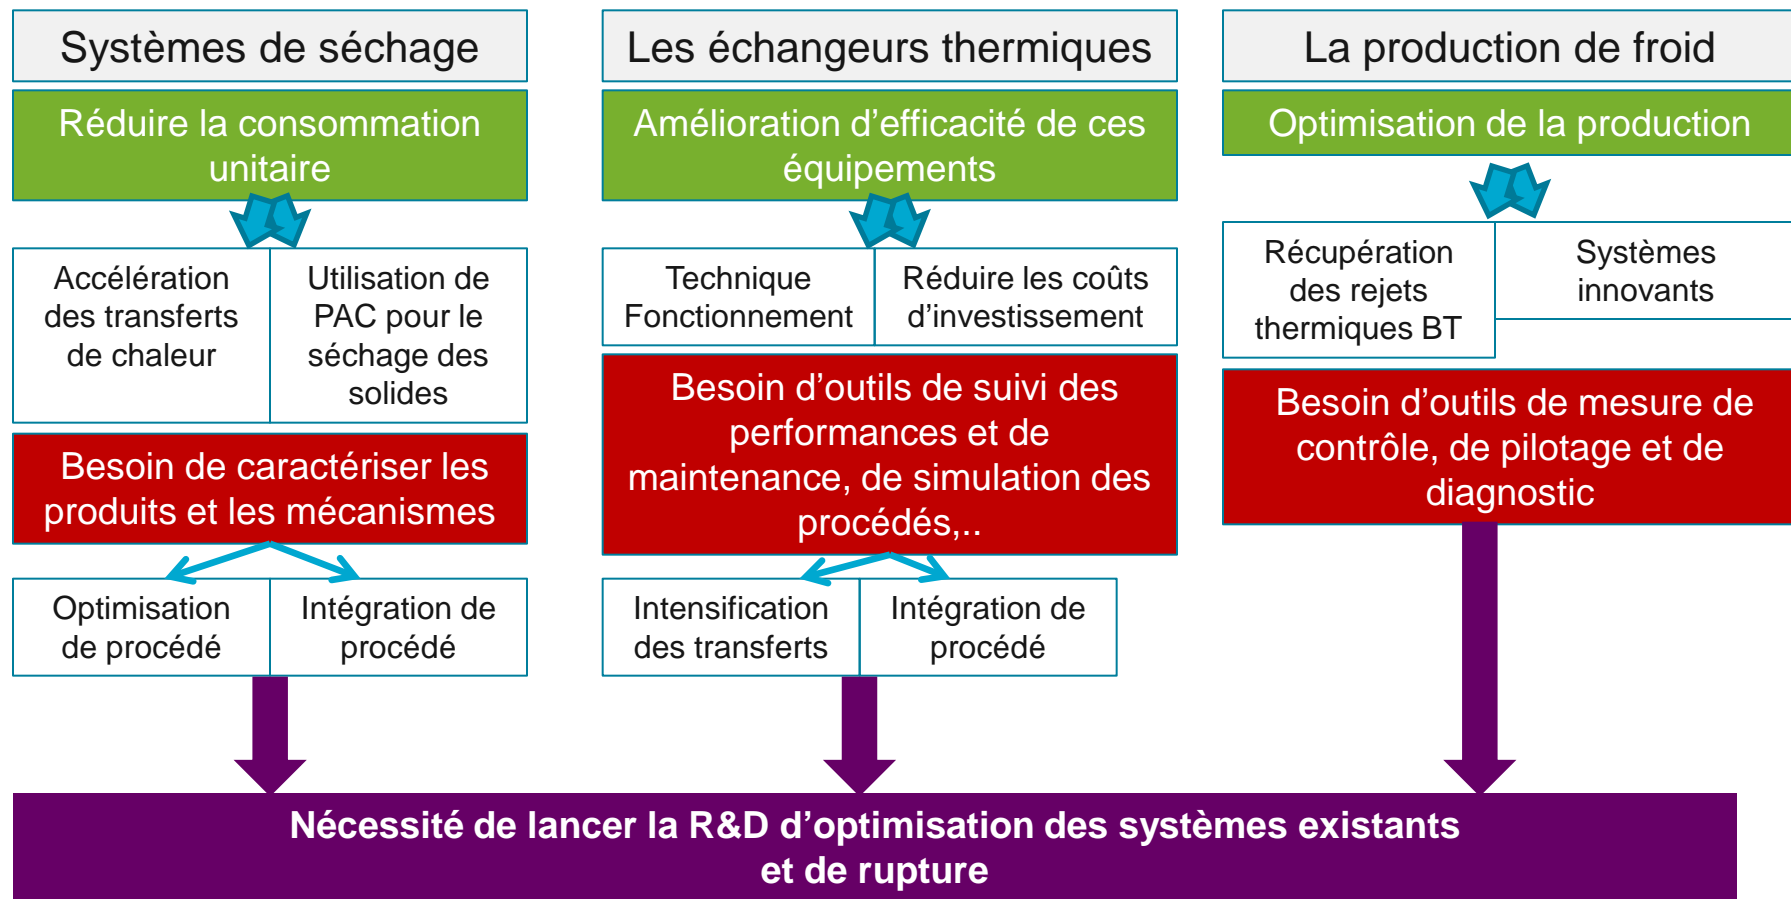 Systèmes de séchage
Réduire la consommation
unitaire
Accélération
des transferts
de chaleur
Utilisation de
PAC pour le
séchage des
solides
Besoin de caractériser les
produits et les mécanismes
Optimisation
de procédé
Intégration de
procédé
Les échangeurs thermiques
Amélioration d’efficacité de ces
équipements
Technique
Fonctionnement
Réduire les coûts
d’investissement
Besoin d’outils de suivi des
performances et de
maintenance, de simulation des
procédés,..
Intensification
des transferts
Intégration de
procédé
La production de froid
Optimisation de la production
Récupération
des rejets
thermiques BT
Systèmes
innovants
Besoin d’outils de mesure de
contrôle, de pilotage et de
diagnostic
Nécessité de lancer la R&D d’optimisation des systèmes existants
et de rupture